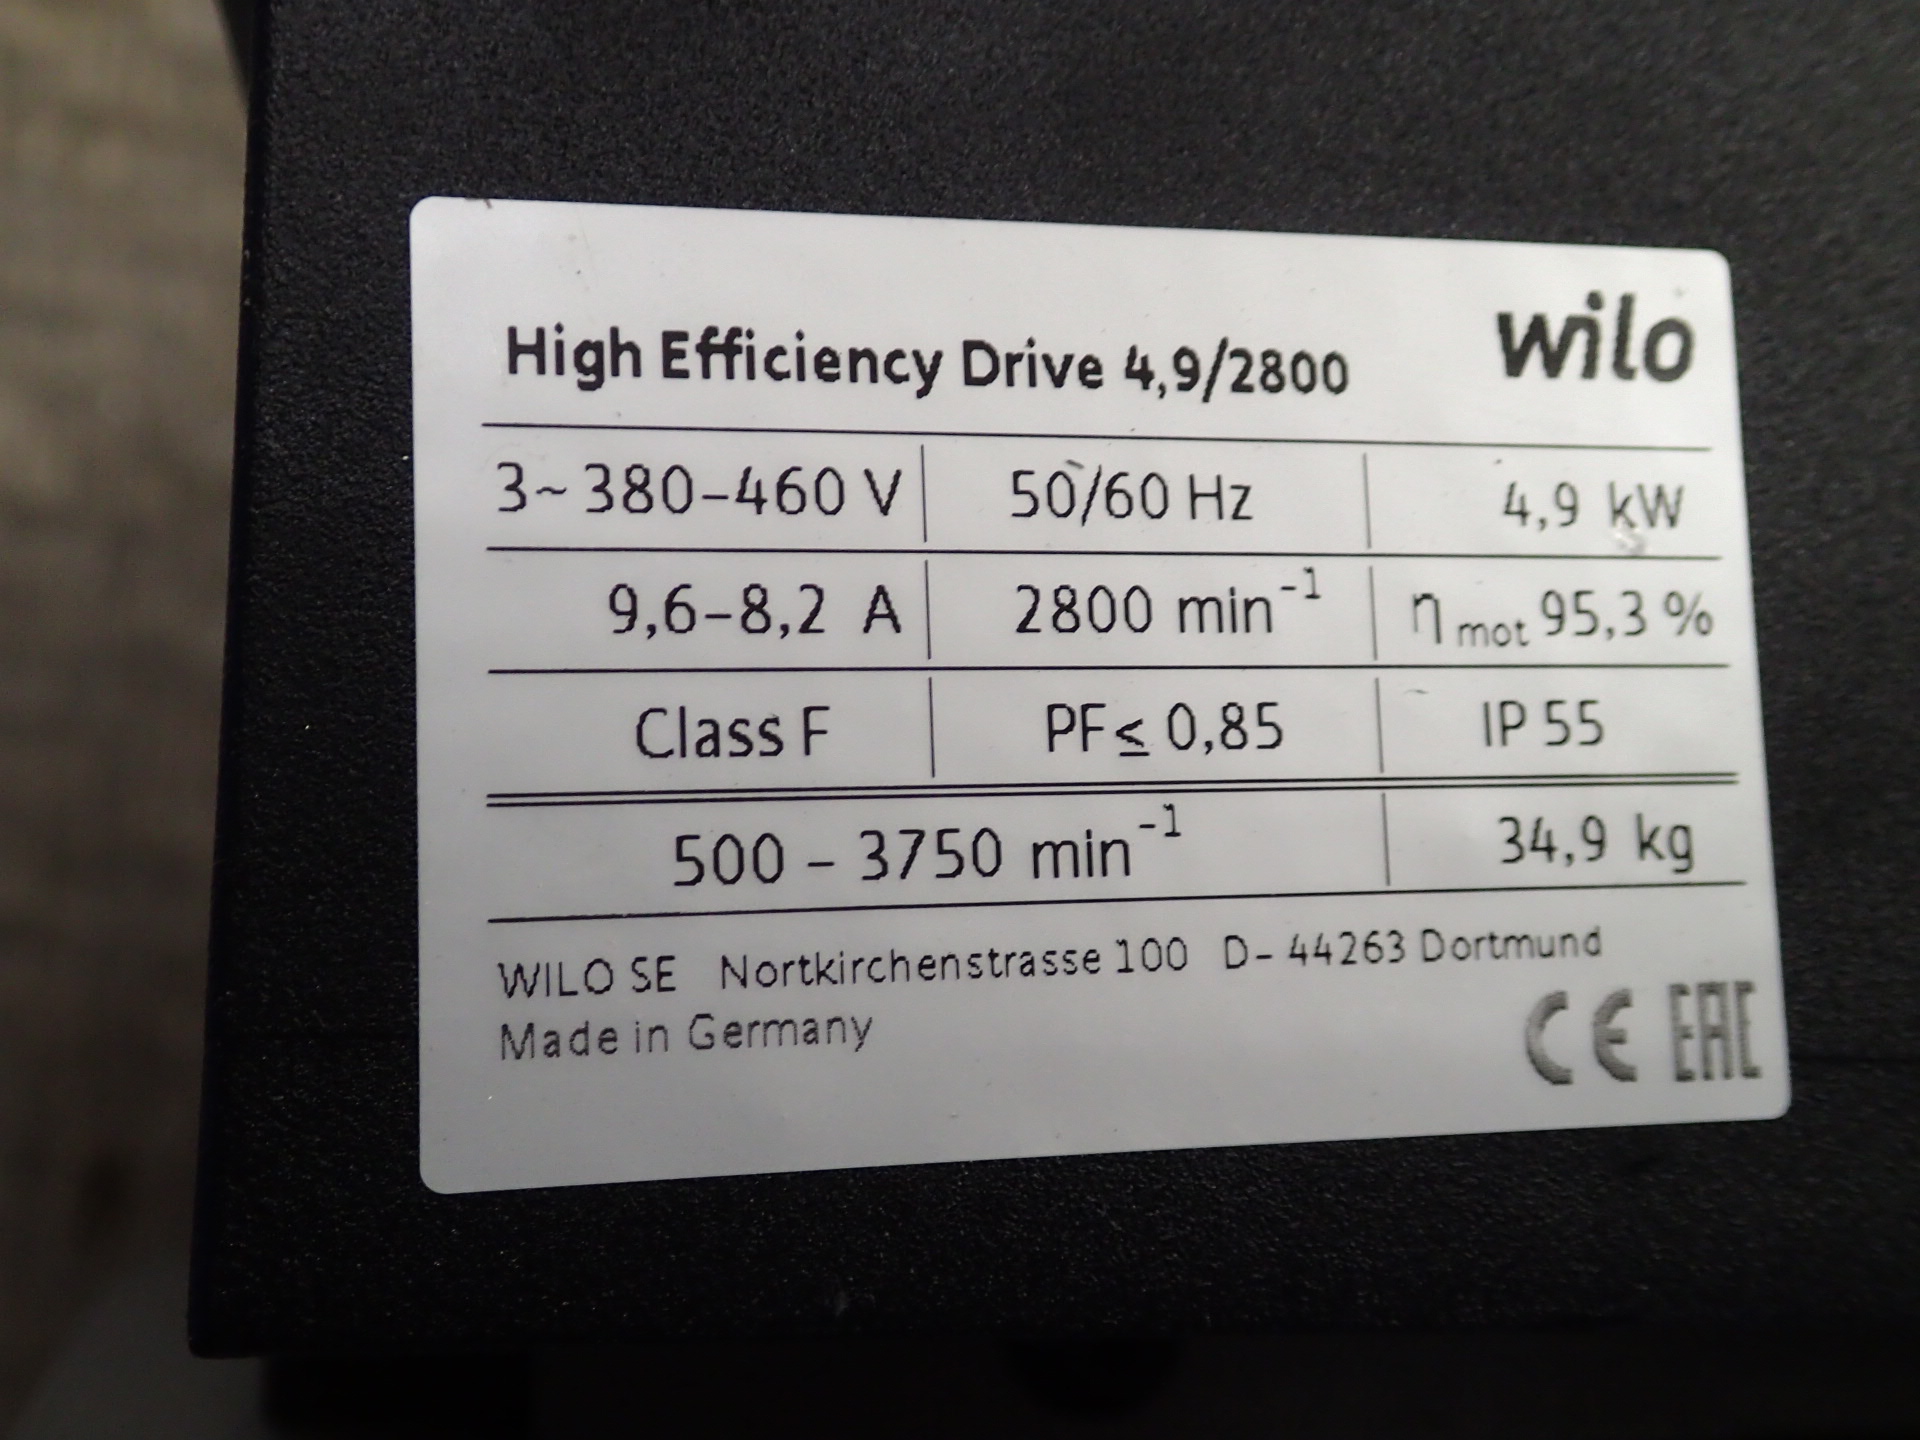 High Efficiency Drive 4,9/2800 wilo
3~ 380-460 V 50/60 Hz 4,9 kW
9,6-8,2 A 2800 min⁻¹ η mot 95,3 %
Class F PF≤ 0,85 IP 55
500 - 3750 min⁻¹ 34,9 kg
WILO SE Nortkirchenstrasse 100 D- 44263 Dortmund
Made in Germany
CE EAC